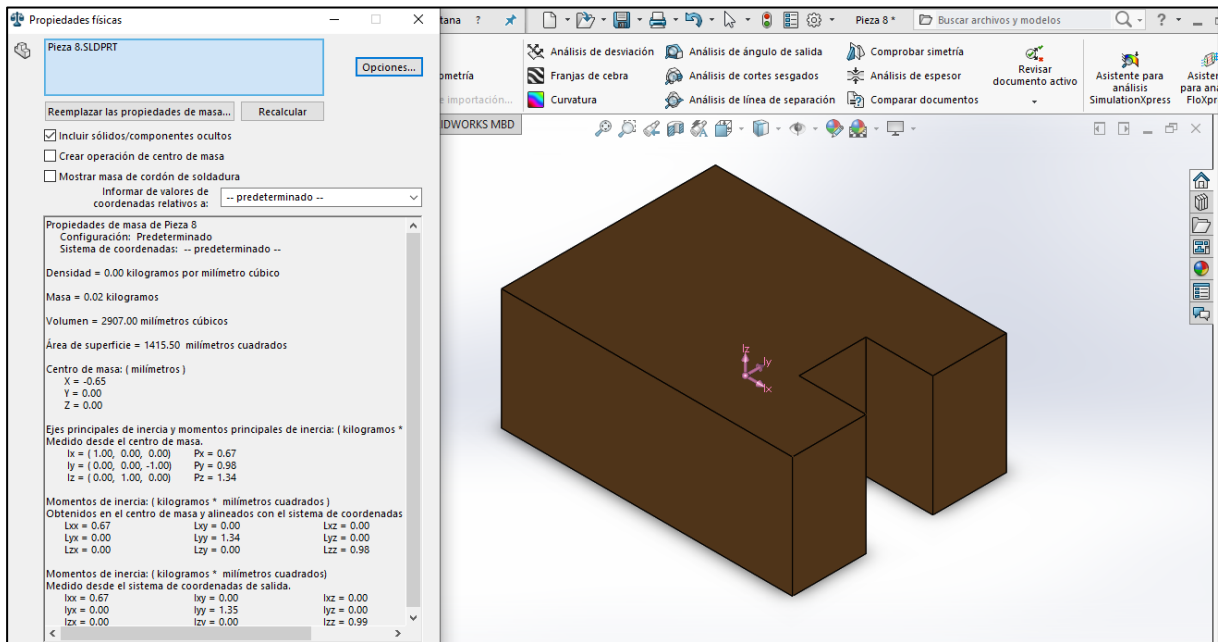 Propiedades físicas
Pieza 8.SLDPRT
Opciones...
Reemplazar las propiedades de masa...
Recalcular
Incluir sólidos/componentes ocultos
Crear operación de centro de masa
Mostrar masa de cordón de soldadura
Informar de valores de
coordenadas relativos a:
-- predeterminado --
Propiedades de masa de Pieza 8
Configuración: Predeterminado
Sistema de coordenadas: -- predeterminado --
Densidad = 0.00 kilogramos por milímetro cúbico
Masa = 0.02 kilogramos
Volumen = 2907.00 milímetros cúbicos
Área de superficie = 1415.50 milímetros cuadrados
Centro de masa: ( milímetros )
X = -0.65
Y = 0.00
Z = 0.00
Ejes principales de inercia y momentos principales de inercia: ( kilogramos *
Medido desde el centro de masa.
Ix = ( 1.00, 0.00, 0.00) Px = 0.67
Iy = ( 0.00, 0.00, -1.00) Py = 0.98
Iz = ( 0.00, 1.00, 0.00) Pz = 1.34
Momentos de inercia: ( kilogramos * milímetros cuadrados )
Obtenidos en el centro de masa y alineados con el sistema de coordenadas
Lxx = 0.67 Lxy = 0.00 Lxz = 0.00
Lyx = 0.00 Lyy = 1.34 Lyz = 0.00
Lzx = 0.00 Lzy = 0.00 Lzz = 0.98
Momentos de inercia: ( kilogramos * milímetros cuadrados)
Medido desde el sistema de coordenadas de salida.
Ixx = 0.67 Ixy = 0.00 Ixz = 0.00
Iyx = 0.00 Iyy = 1.35 Iyz = 0.00
Izx = 0.00 Izy = 0.00 Izz = 0.99
tana ?
Pieza 8 *
Buscar archivos y modelos
?
ometría
e importación...
Análisis de desviación
Franjas de cebra
Curvatura
Análisis de ángulo de salida
Análisis de cortes sesgados
Análisis de línea de separación
Comprobar simetría
Análisis de espesor
Comparar documentos
Revisar
documento activo
Asistente para
análisis
SimulationXpress
Asisten
para aná
FloXpr
IDWORKS MBD
Iz
Iy
Ix